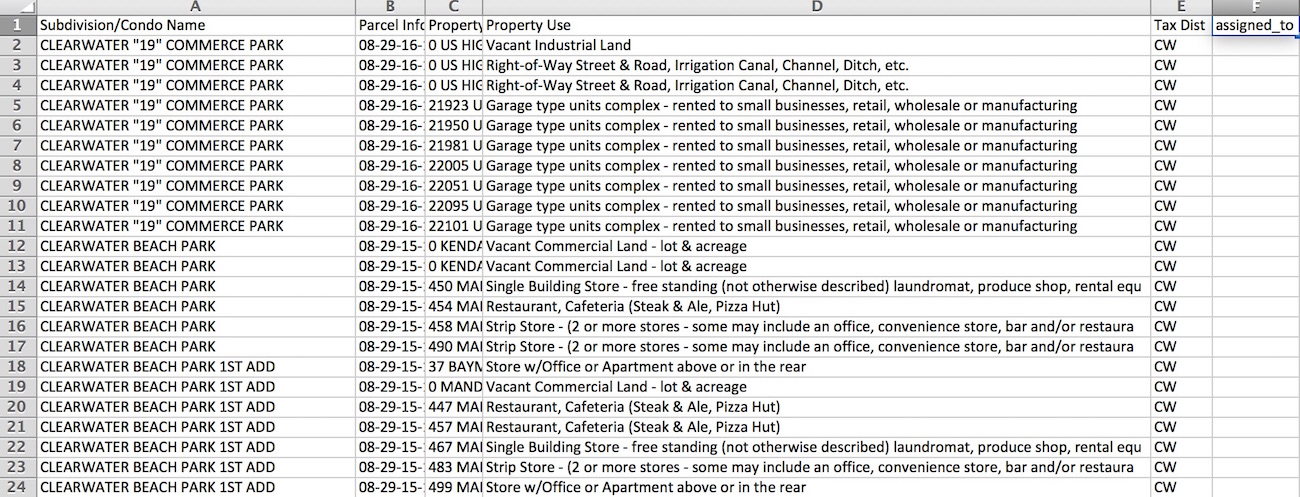 A B C D E F
1 Subdivision/Condo Name Parcel Info Property Property Use Tax Dist assigned_to
2 CLEARWATER "19" COMMERCE PARK 08-29-16- 0 US HIG Vacant Industrial Land CW
3 CLEARWATER "19" COMMERCE PARK 08-29-16- 0 US HIG Right-of-Way Street & Road, Irrigation Canal, Channel, Ditch, etc. CW
4 CLEARWATER "19" COMMERCE PARK 08-29-16- 0 US HIG Right-of-Way Street & Road, Irrigation Canal, Channel, Ditch, etc. CW
5 CLEARWATER "19" COMMERCE PARK 08-29-16- 21923 U Garage type units complex - rented to small businesses, retail, wholesale or manufacturing CW
6 CLEARWATER "19" COMMERCE PARK 08-29-16- 21950 U Garage type units complex - rented to small businesses, retail, wholesale or manufacturing CW
7 CLEARWATER "19" COMMERCE PARK 08-29-16- 21981 U Garage type units complex - rented to small businesses, retail, wholesale or manufacturing CW
8 CLEARWATER "19" COMMERCE PARK 08-29-16- 22005 U Garage type units complex - rented to small businesses, retail, wholesale or manufacturing CW
9 CLEARWATER "19" COMMERCE PARK 08-29-16- 22051 U Garage type units complex - rented to small businesses, retail, wholesale or manufacturing CW
10 CLEARWATER "19" COMMERCE PARK 08-29-16- 22095 U Garage type units complex - rented to small businesses, retail, wholesale or manufacturing CW
11 CLEARWATER "19" COMMERCE PARK 08-29-16- 22101 U Garage type units complex - rented to small businesses, retail, wholesale or manufacturing CW
12 CLEARWATER BEACH PARK 08-29-15- 0 KENDA Vacant Commercial Land - lot & acreage CW
13 CLEARWATER BEACH PARK 08-29-15- 0 KENDA Vacant Commercial Land - lot & acreage CW
14 CLEARWATER BEACH PARK 08-29-15- 450 MAN Single Building Store - free standing (not otherwise described) laundromat, produce shop, rental equ CW
15 CLEARWATER BEACH PARK 08-29-15- 454 MAN Restaurant, Cafeteria (Steak & Ale, Pizza Hut) CW
16 CLEARWATER BEACH PARK 08-29-15- 458 MAN Strip Store - (2 or more stores - some may include an office, convenience store, bar and/or restaura CW
17 CLEARWATER BEACH PARK 08-29-15- 490 MAN Strip Store - (2 or more stores - some may include an office, convenience store, bar and/or restaura CW
18 CLEARWATER BEACH PARK 1ST ADD 08-29-15- 37 BAYM Store w/Office or Apartment above or in the rear CW
19 CLEARWATER BEACH PARK 1ST ADD 08-29-15- 0 MAND Vacant Commercial Land - lot & acreage CW
20 CLEARWATER BEACH PARK 1ST ADD 08-29-15- 447 MAN Restaurant, Cafeteria (Steak & Ale, Pizza Hut) CW
21 CLEARWATER BEACH PARK 1ST ADD 08-29-15- 457 MAN Restaurant, Cafeteria (Steak & Ale, Pizza Hut) CW
22 CLEARWATER BEACH PARK 1ST ADD 08-29-15- 467 MAN Single Building Store - free standing (not otherwise described) laundromat, produce shop, rental equ CW
23 CLEARWATER BEACH PARK 1ST ADD 08-29-15- 483 MAN Strip Store - (2 or more stores - some may include an office, convenience store, bar and/or restaura CW
24 CLEARWATER BEACH PARK 1ST ADD 08-29-15- 499 MAN Store w/Office or Apartment above or in the rear CW